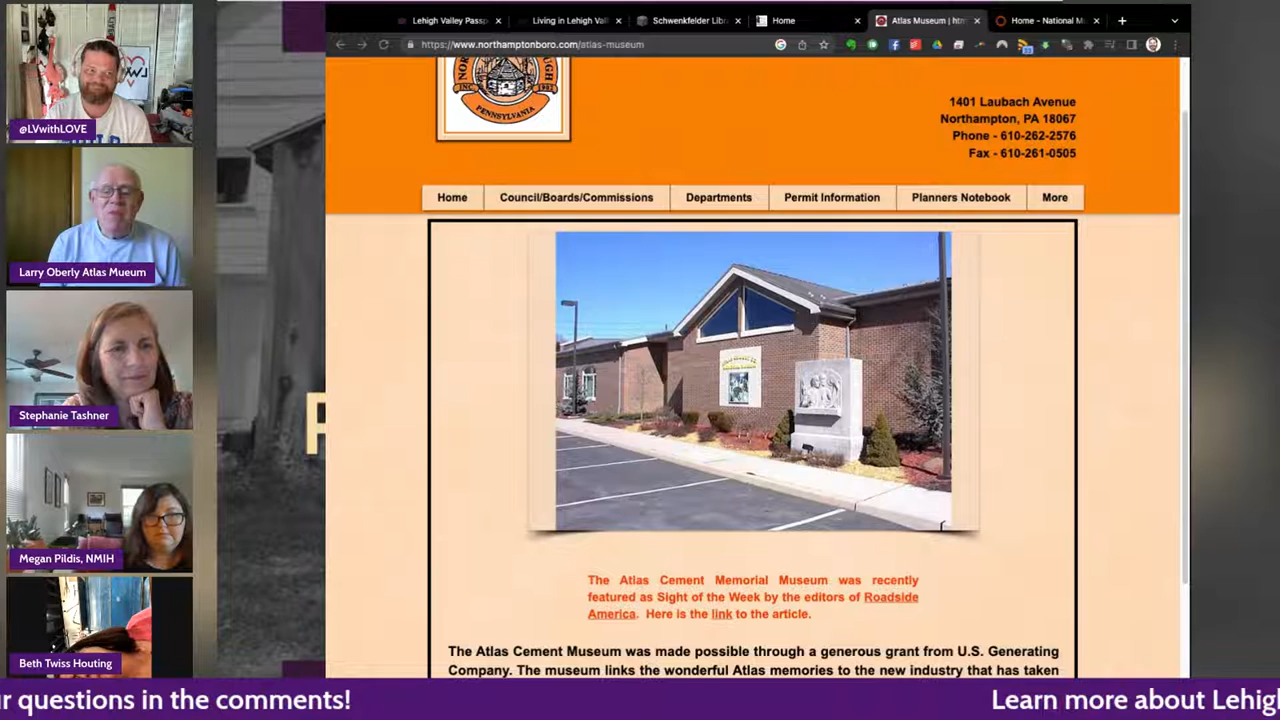 Lehigh Valley Passp
Living in Lehigh Val
Schwenkfelder Libra
Home
Atlas Museum | htm
Home - National M
https://www.northamptonboro.com/atlas-museum
PENNSYLVANIA
1401 Laubach Avenue
Northampton, PA 18067
Phone - 610-262-2576
Fax - 610-261-0505
Home
Council/Boards/Commissions
Departments
Permit Information
Planners Notebook
More
The Atlas Cement Memorial Museum was recently
featured as Sight of the Week by the editors of Roadside
America. Here is the link to the article.
The Atlas Cement Museum was made possible through a generous grant from U.S. Generating
Company. The museum links the wonderful Atlas memories to the new industry that has taken
@LVwithLOVE
Larry Oberly Atlas Mueum
Stephanie Tashner
Megan Pildis, NMIH
Beth Twiss Houting
ur questions in the comments!
Learn more about Lehigh